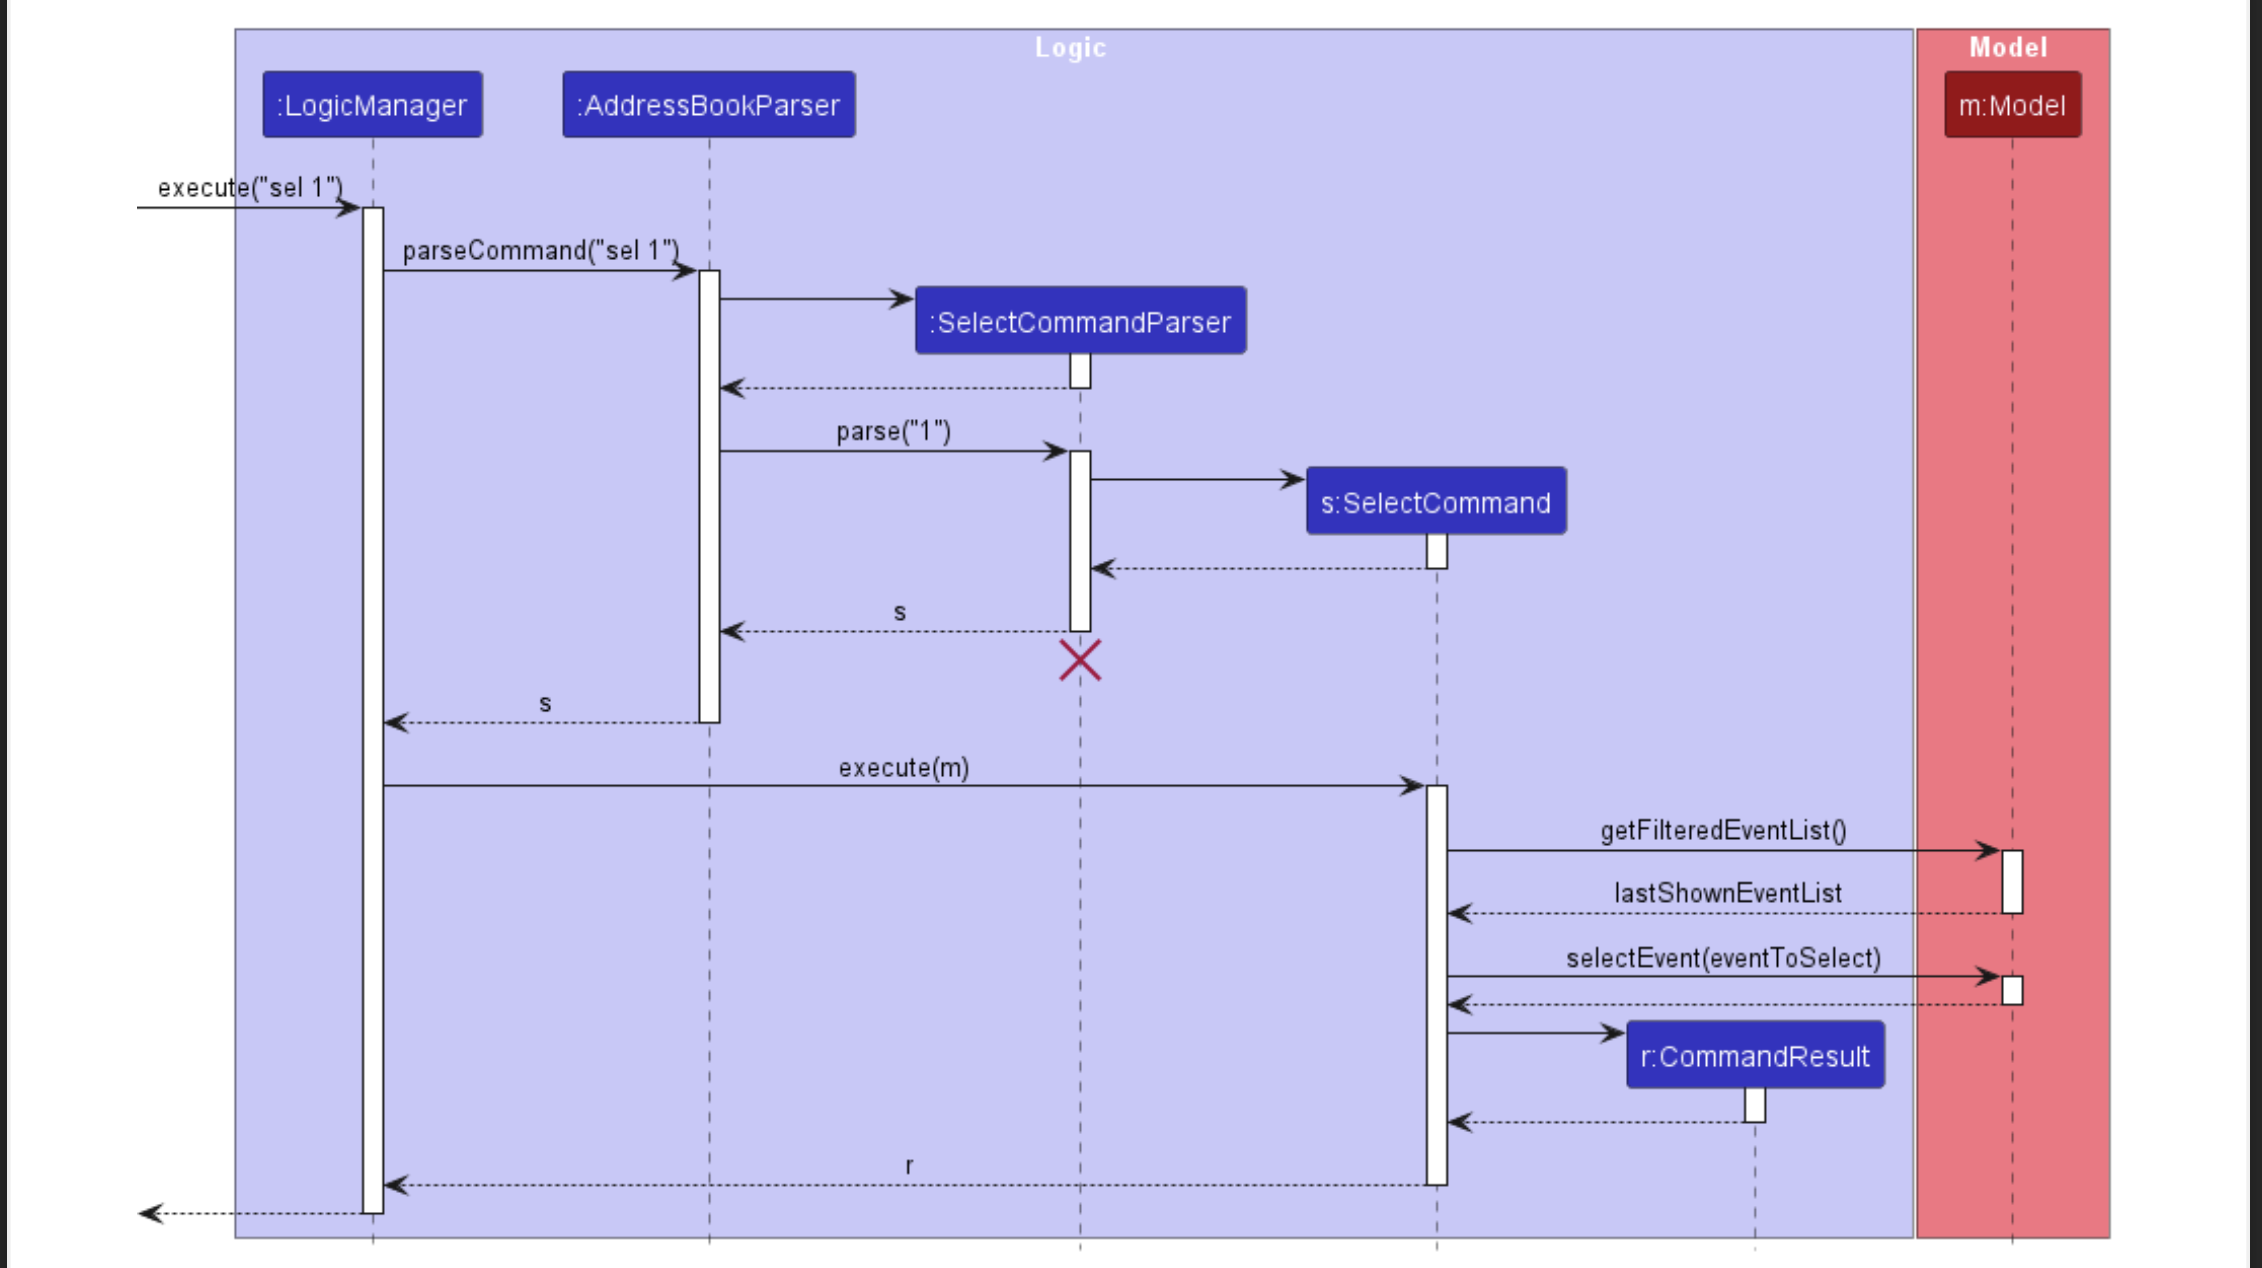 Logic
Model
:LogicManager
:AddressBookParser
m:Model
execute("sel 1")
parseCommand("sel 1")
:SelectCommandParser
parse("1")
s:SelectCommand
s
s
execute(m)
getFilteredEventList()
lastShownEventList
selectEvent(eventToSelect)
r:CommandResult
r